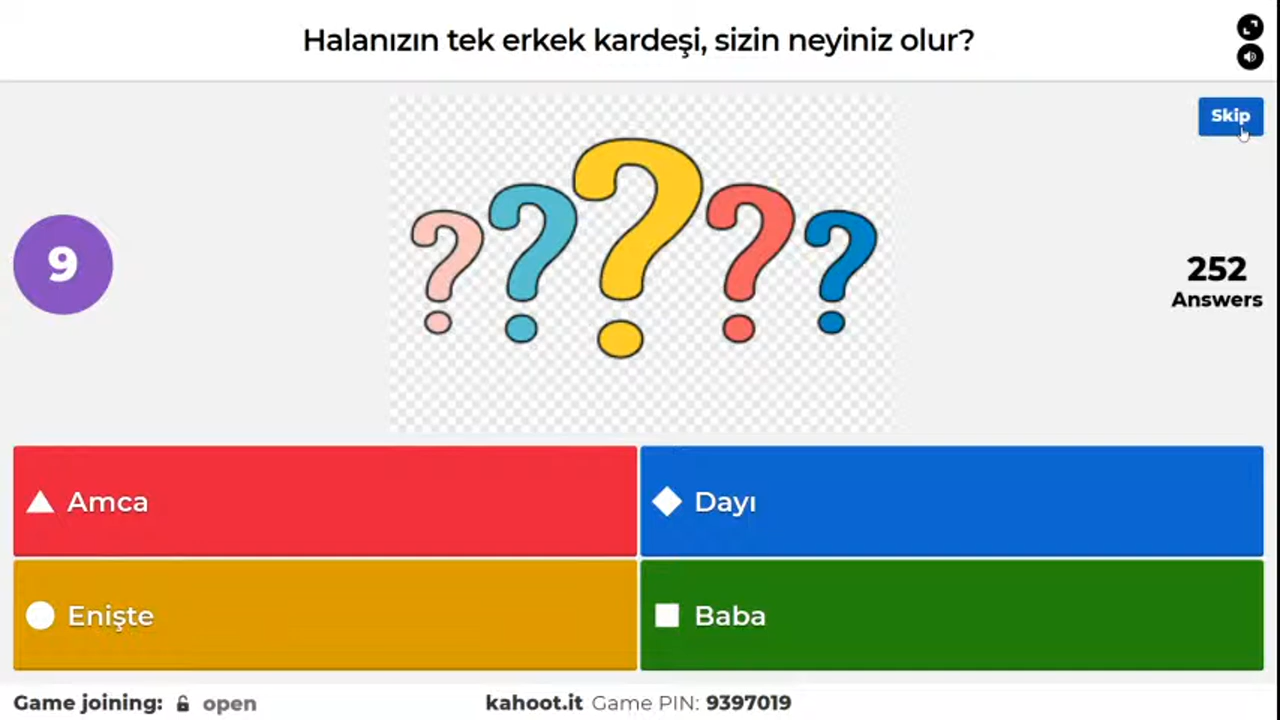 Halanızın tek erkek kardeşi, sizin neyiniz olur?
Skip
9
252
Answers
Amca
Dayı
Enişte
Baba
Game joining: open
kahoot.it Game PIN: 9397019